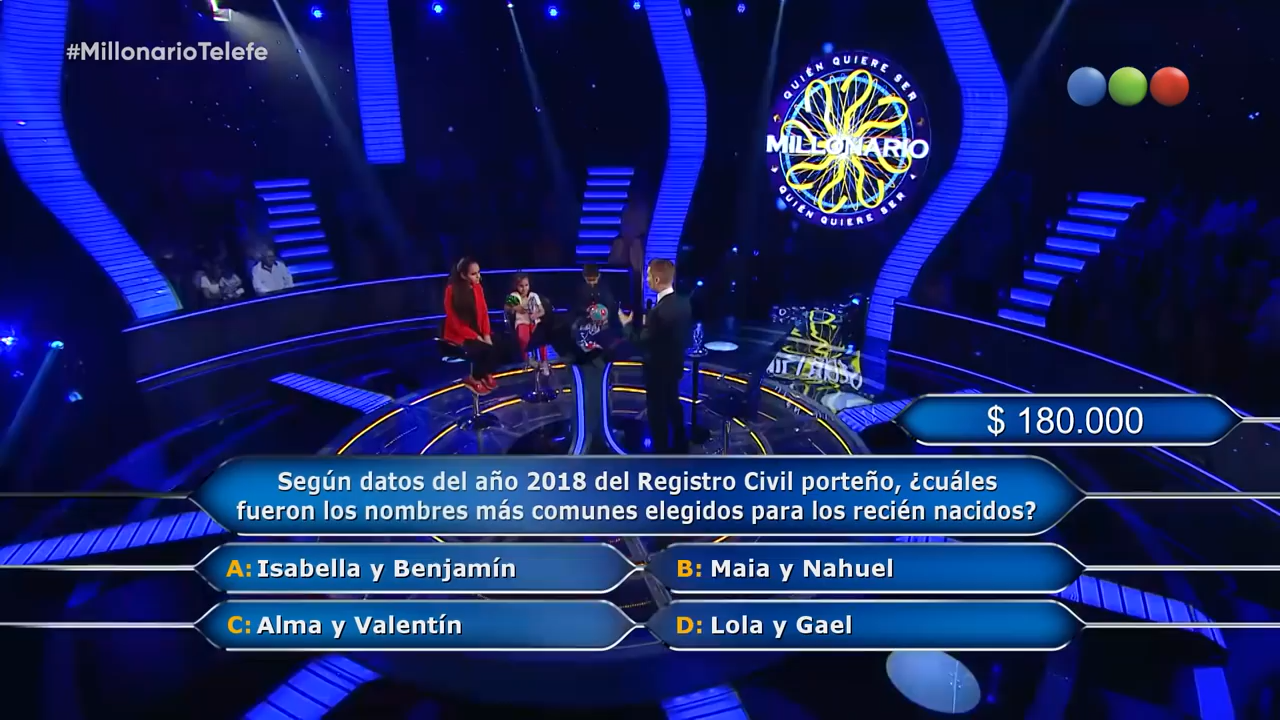 #MillonarioTelefe
QUIÉN QUIERE SER
MILLONARIO
QUIÉN QUIERE SER
$ 180.000
Según datos del año 2018 del Registro Civil porteño, ¿cuáles
fueron los nombres más comunes elegidos para los recién nacidos?
A: Isabella y Benjamín
B: Maia y Nahuel
C: Alma y Valentín
D: Lola y Gael